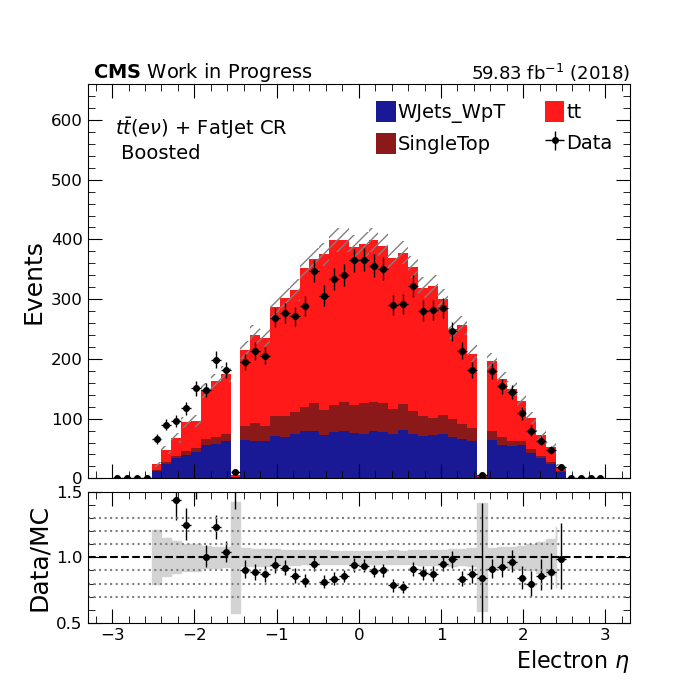 CMS Work in Progress 59.83 fb⁻¹ (2018)
tt̄(eν) + FatJet CR
Boosted
WJets_WpT tt
SingleTop Data
Events
600
500
400
300
200
100
0
Data/MC
1.5
1.0
0.5
−3 −2 −1 0 1 2 3
Electron η